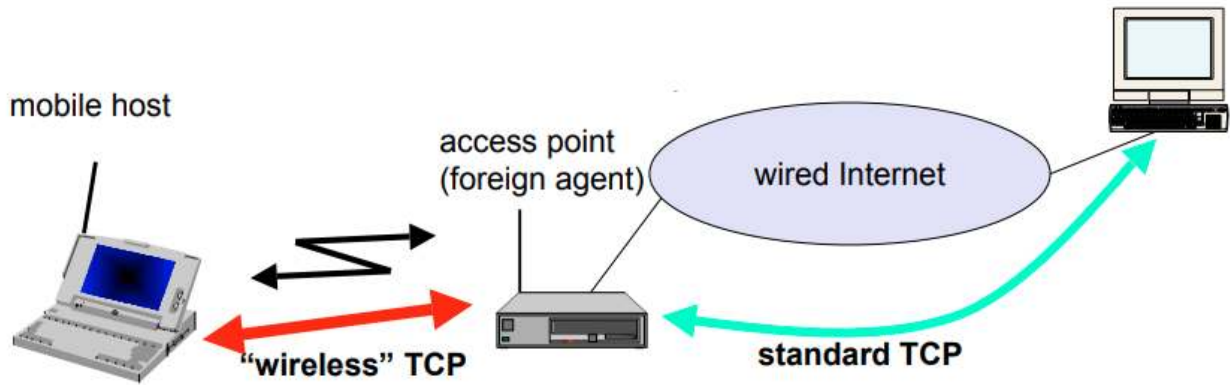 mobile host
access point
(foreign agent)
wired Internet
“wireless” TCP
standard TCP